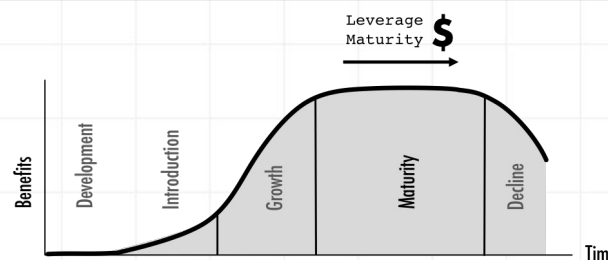 Leverage
Maturity $
Benefits
Development
Introduction
Growth
Maturity
Decline
Tim